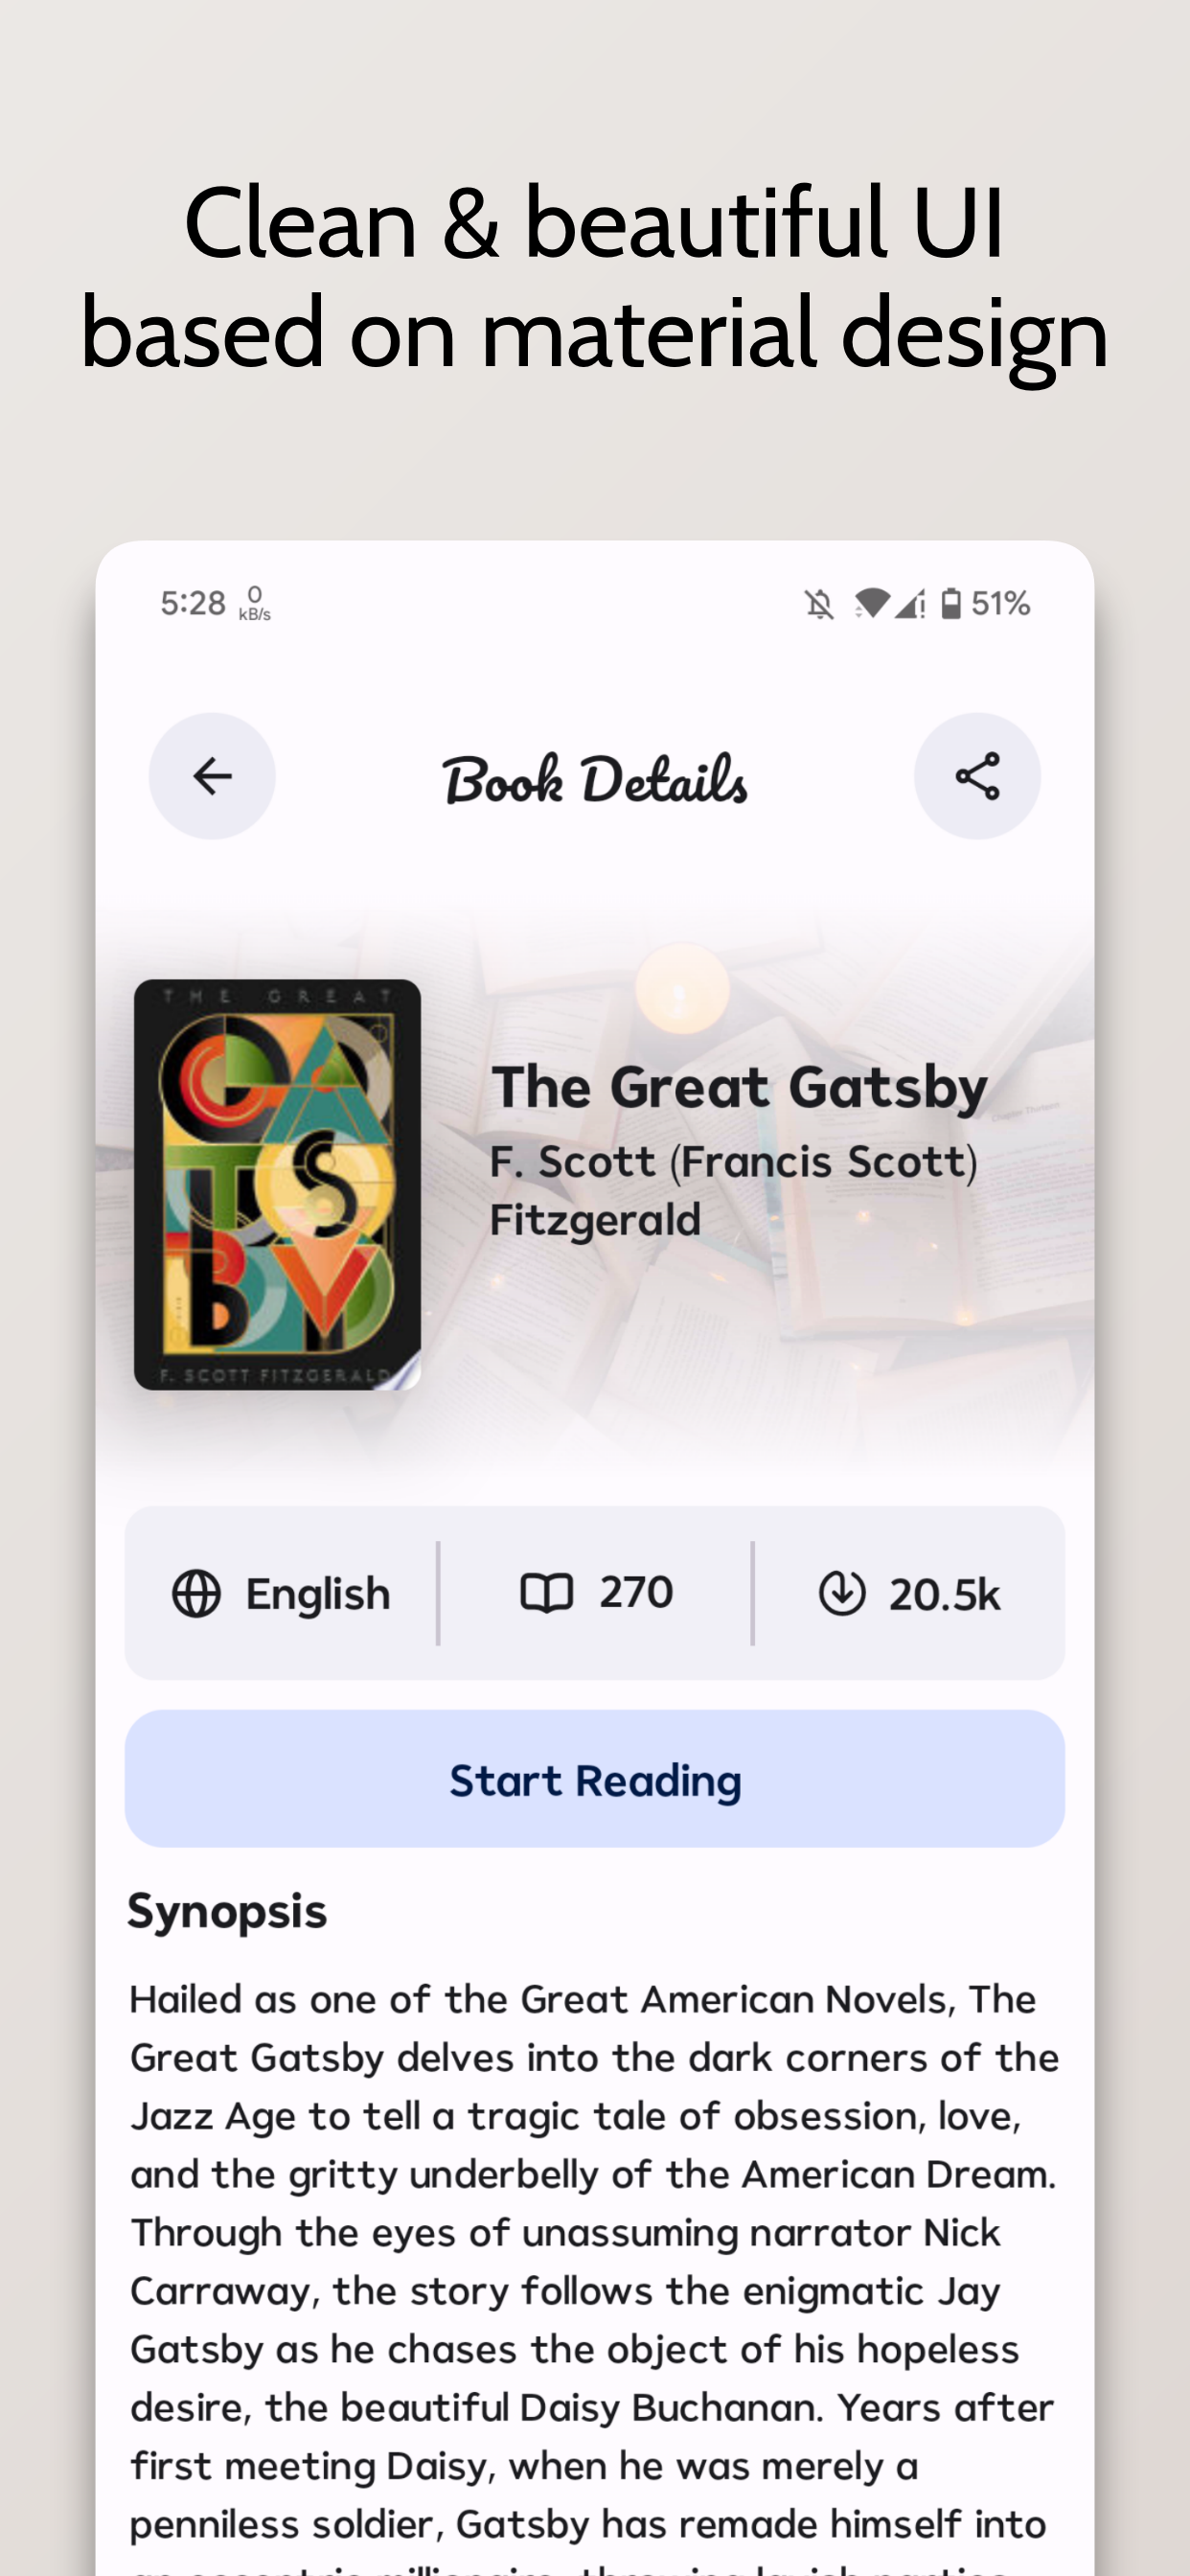 Clean & beautiful UI
based on material design
5:28 0 kB/s 51%
Book Details
THE GREAT
GATSBY
F. SCOTT FITZGERALD
The Great Gatsby
F. Scott (Francis Scott)
Fitzgerald
Chapter Thirteen
English 270 20.5k
Start Reading
Synopsis
Hailed as one of the Great American Novels, The
Great Gatsby delves into the dark corners of the
Jazz Age to tell a tragic tale of obsession, love,
and the gritty underbelly of the American Dream.
Through the eyes of unassuming narrator Nick
Carraway, the story follows the enigmatic Jay
Gatsby as he chases the object of his hopeless
desire, the beautiful Daisy Buchanan. Years after
first meeting Daisy, when he was merely a
penniless soldier, Gatsby has remade himself into